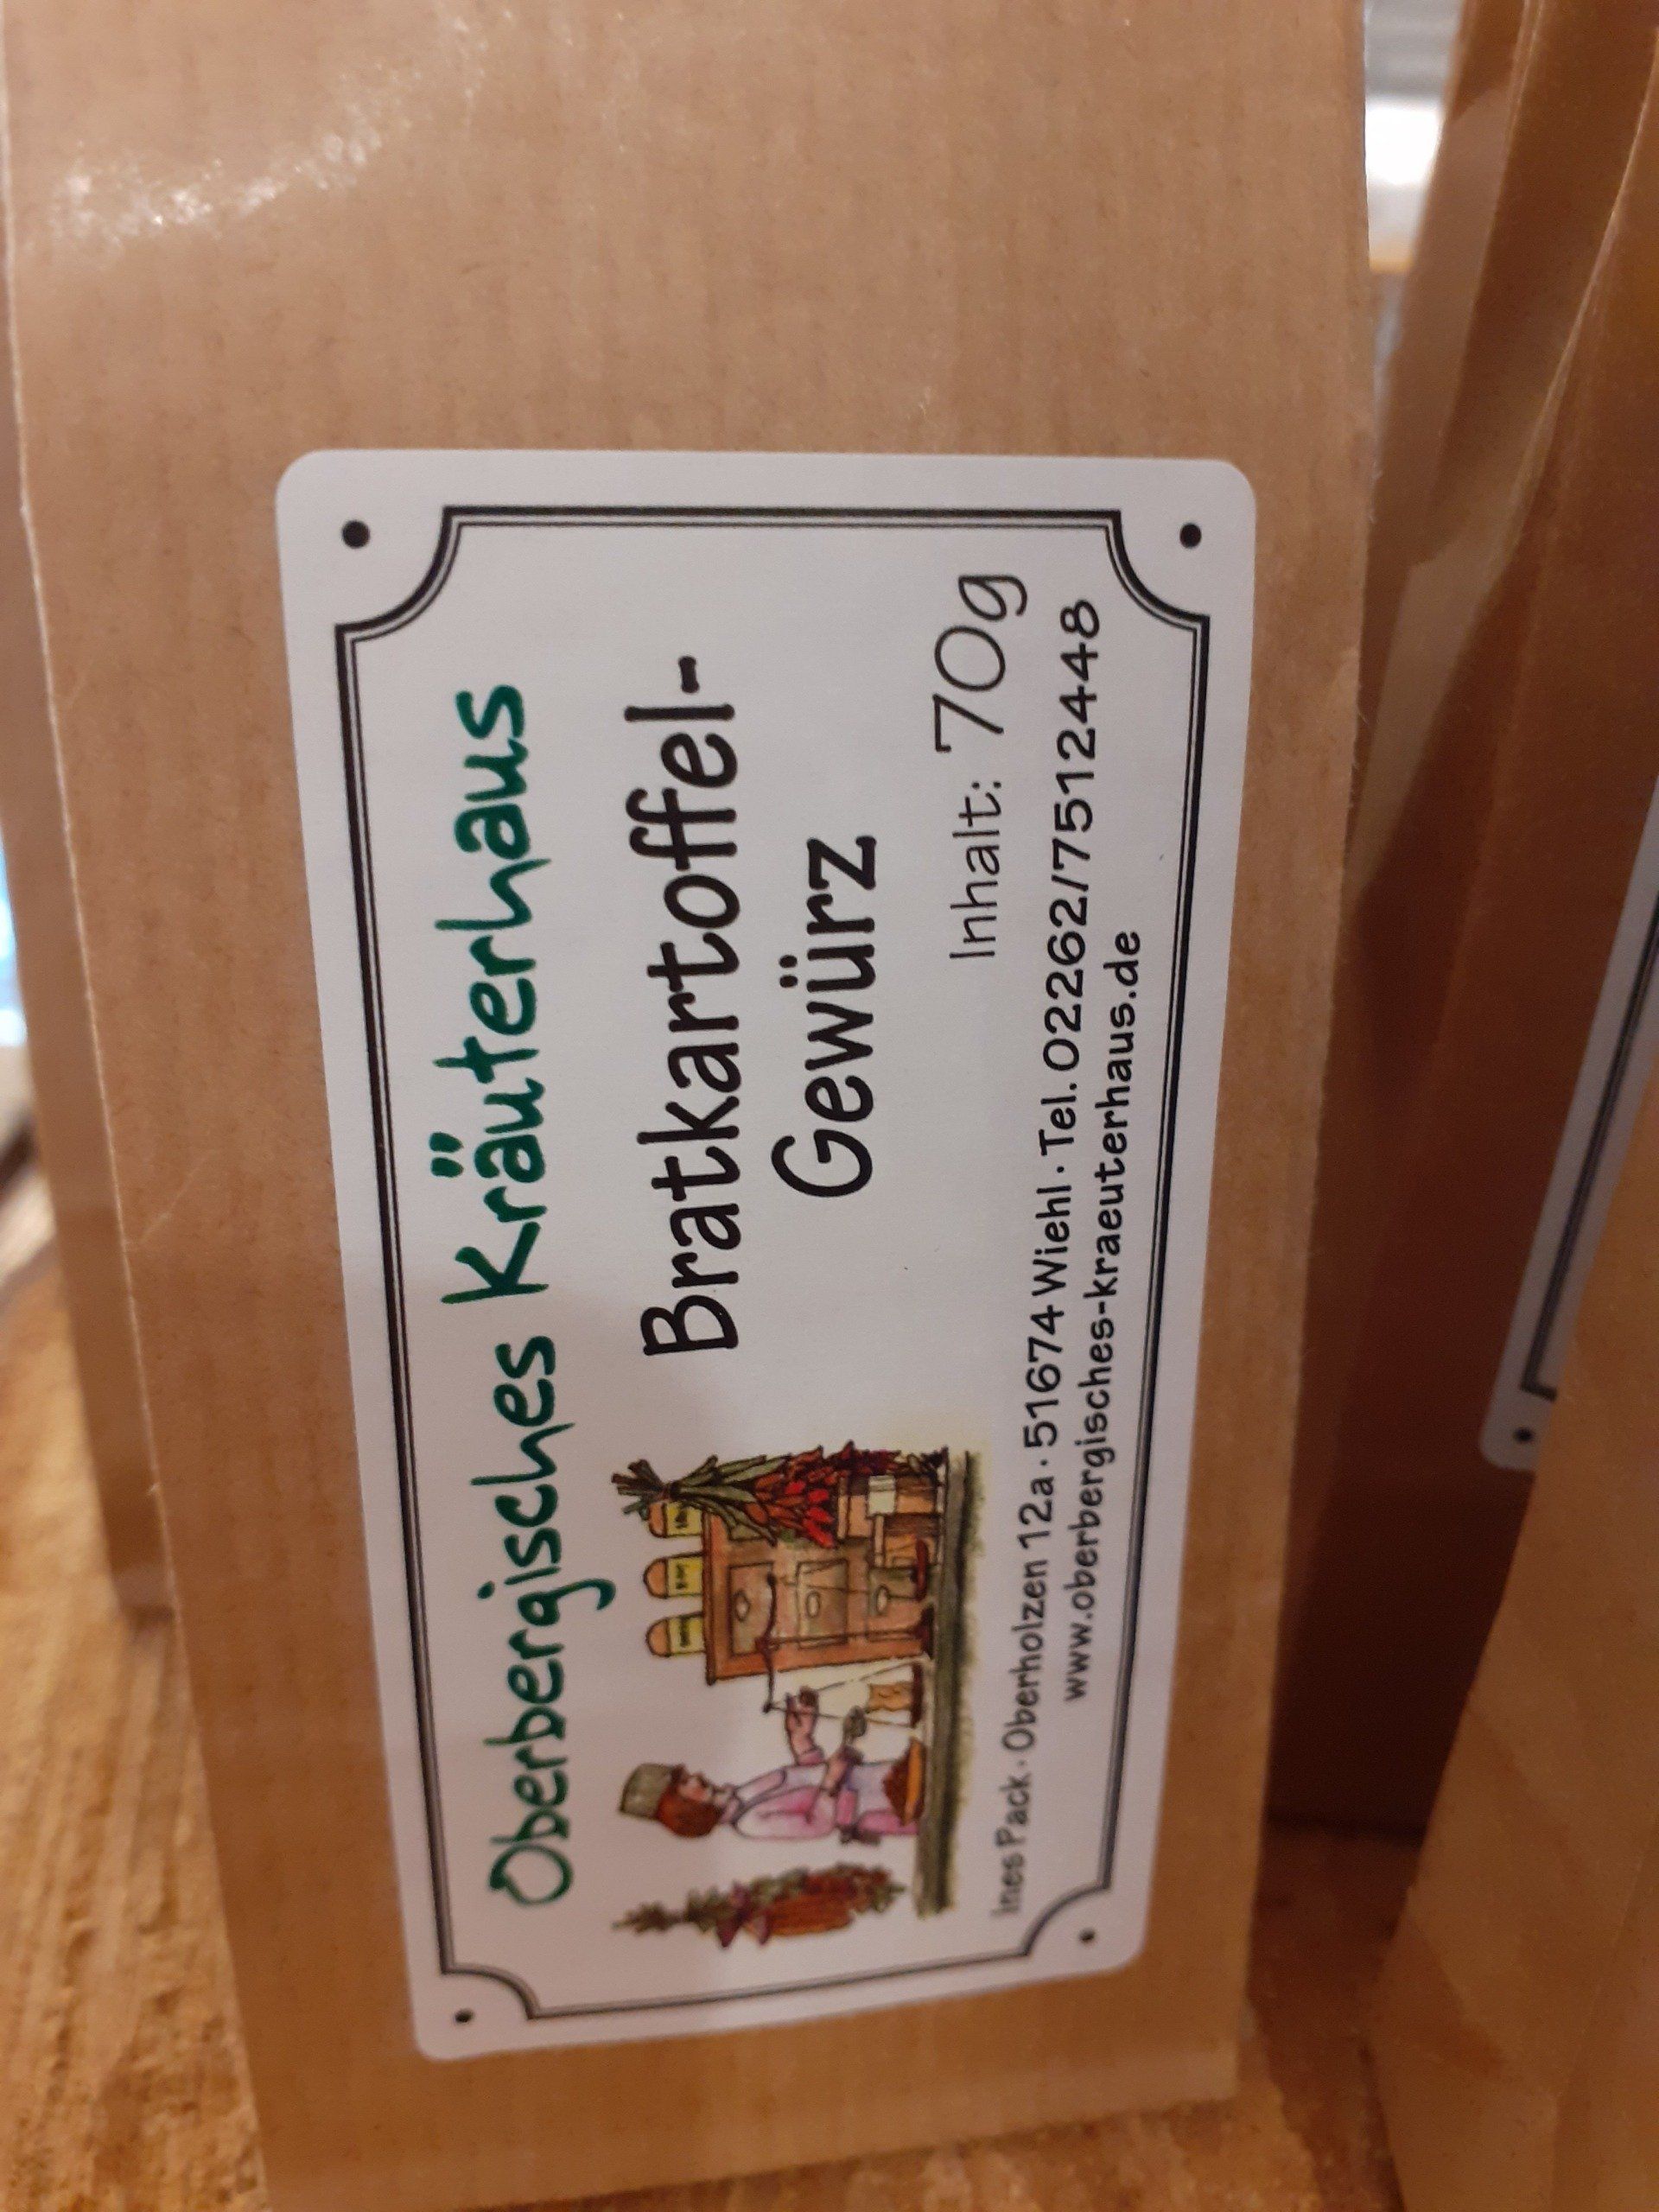 Oberbergisches Kräuterhaus
Bratkartoffel-
Gewürz
Inhalt: 70g
Ines Pack · Oberholzen 12a · 51674 Wiehl · Tel. 02262/7512448
www.oberbergisches-kraeuterhaus.de